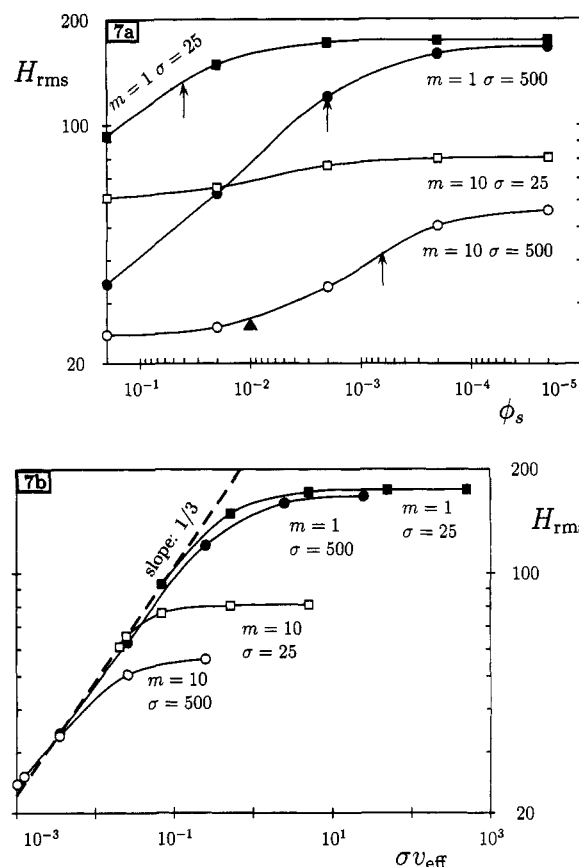 7a
200
H_rms
m = 1 σ = 25
100
m = 1 σ = 500
m = 10 σ = 25
m = 10 σ = 500
20
10^-1 10^-2 10^-3 10^-4 10^-5
ϕ_s
7b
200
slope: 1/3
H_rms
m = 1
σ = 500
m = 1
σ = 25
100
m = 10
σ = 25
m = 10
σ = 500
20
10^-3 10^-1 10^1 10^3
σv_eff